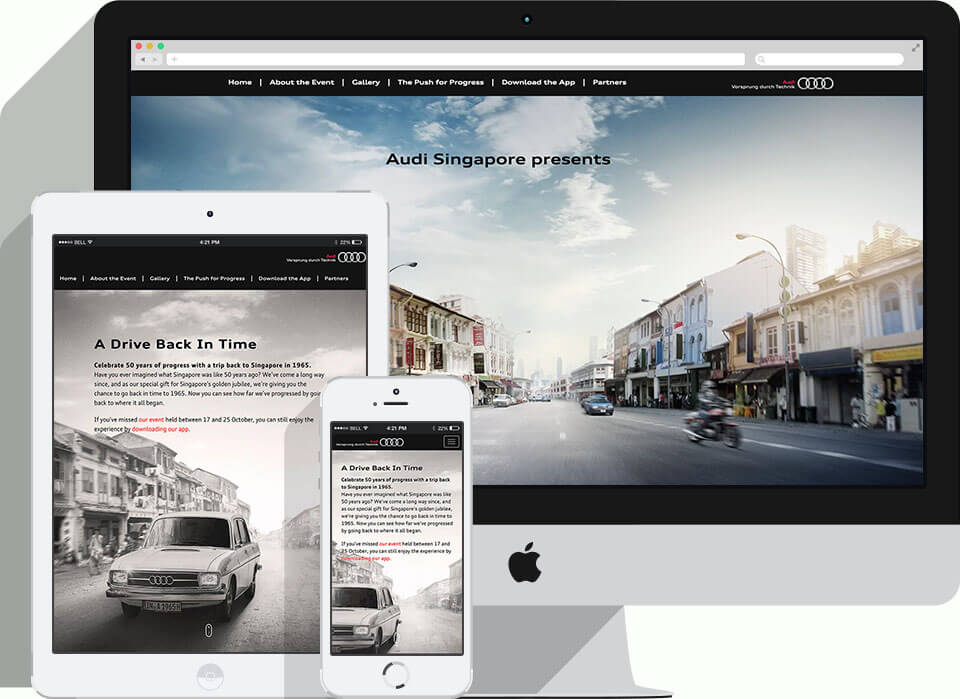 Home | About the Event | Gallery | The Push for Progress | Download the App | Partners
Audi
Vorsprung durch Technik
Audi Singapore presents
BELL
4:21 PM
22%
Audi
Vorsprung durch Technik
Home | About the Event | Gallery | The Push for Progress | Download the App | Partners
A Drive Back In Time
Celebrate 50 years of progress with a trip back to Singapore in 1965.
Have you ever imagined what Singapore was like 50 years ago? We've come a long way
since, and as our special gift for Singapore's golden jubilee, we're giving you the
chance to go back in time to 1965. Now you can see how far we've progressed by going
back to where it all began.
If you've missed our event held between 17 and 25 October, you can still enjoy the
experience by downloading our app.
IN-A 1965H
BELL
4:21 PM
22%
Audi
Vorsprung durch Technik
A Drive Back In Time
Celebrate 50 years of progress with a trip back
to Singapore in 1965.
Have you ever imagined what Singapore was like
50 years ago? We've come a long way since, and
as our special gift for Singapore's golden jubilee,
we're giving you the chance to go back in time to
1965. Now you can see how far we've progressed
by going back to where it all began.
If you've missed our event held between 17 and
25 October, you can still enjoy the experience by
downloading our app.